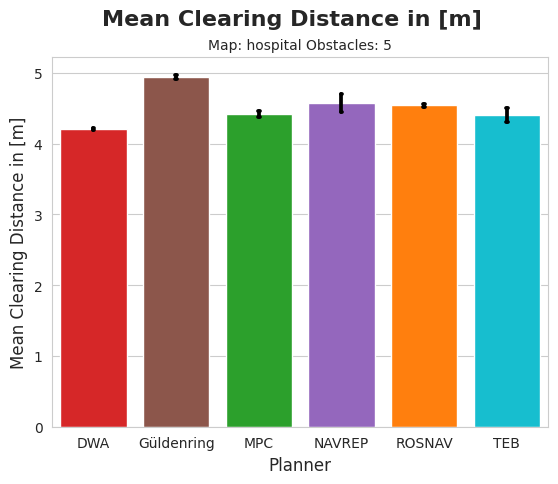 Mean Clearing Distance in [m]
Map: hospital Obstacles: 5
Mean Clearing Distance in [m]
5
4
3
2
1
0
DWA Güldenring MPC NAVREP ROSNAV TEB
Planner